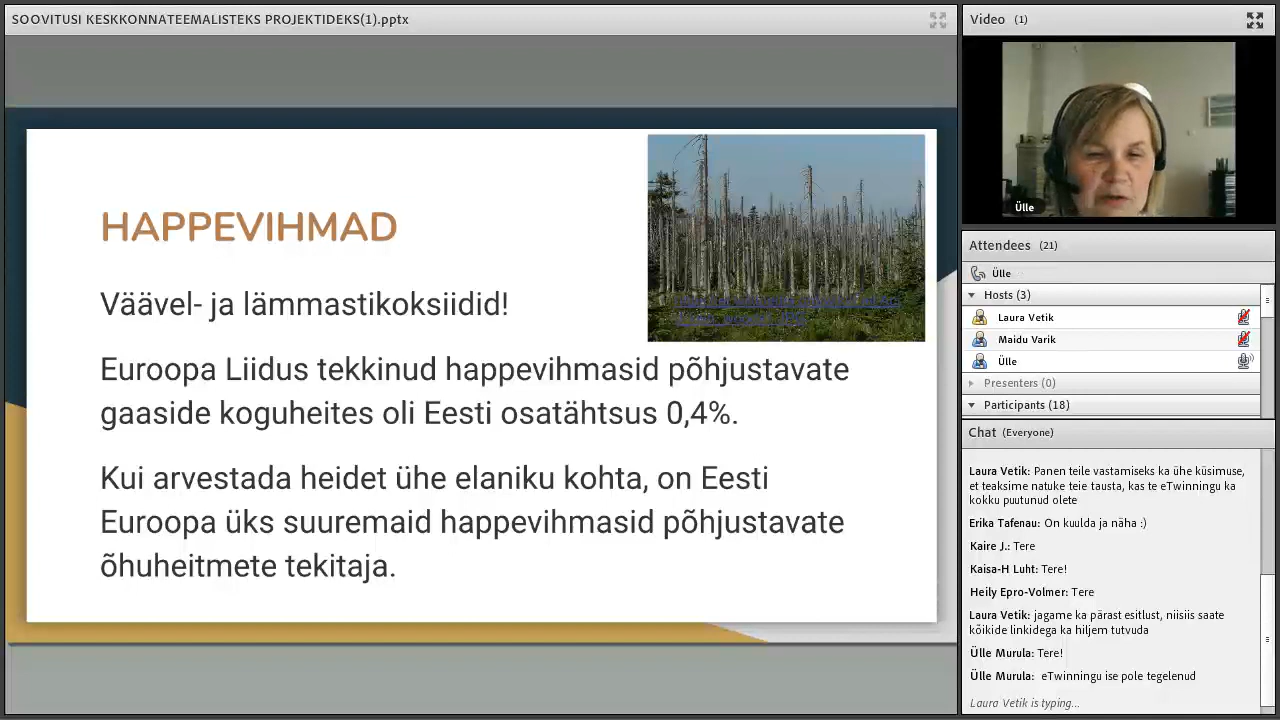 SOOVITUSI KESKKONNATEEMALISTEKS PROJEKTIDEKS(1).pptx
HAPPEVIHMAD
Väävel- ja lämmastikoksiidid!
Euroopa Liidus tekkinud happevihmasid põhjustavate
gaaside koguheites oli Eesti osatähtsus 0,4%.
Kui arvestada heidet ühe elaniku kohta, on Eesti
Euroopa üks suuremaid happevihmasid põhjustavate
õhuheitmete tekitaja.
Video (1)
Ülle
Attendees (21)
Ülle
Hosts (3)
Laura Vetik
Maidu Varik
Ülle
Presenters (0)
Participants (18)
Chat (Everyone)
Laura Vetik: Panen teile vastamiseks ka ühe küsimuse,
et teaksime natuke teie tausta, kas te eTwinningu ka
kokku puutunud olete
Erika Tafenau: On kuulda ja näha :)
Kaire J.: Tere
Kaisa-H Luht: Tere!
Heily Epro-Volmer: Tere
Laura Vetik: jagame ka pärast esitlust, niisiis saate
kõikide linkidega ka hiljem tutvuda
Ülle Murula: Tere!
Ülle Murula: eTwinningu ise pole tegelenud
Laura Vetik is typing...